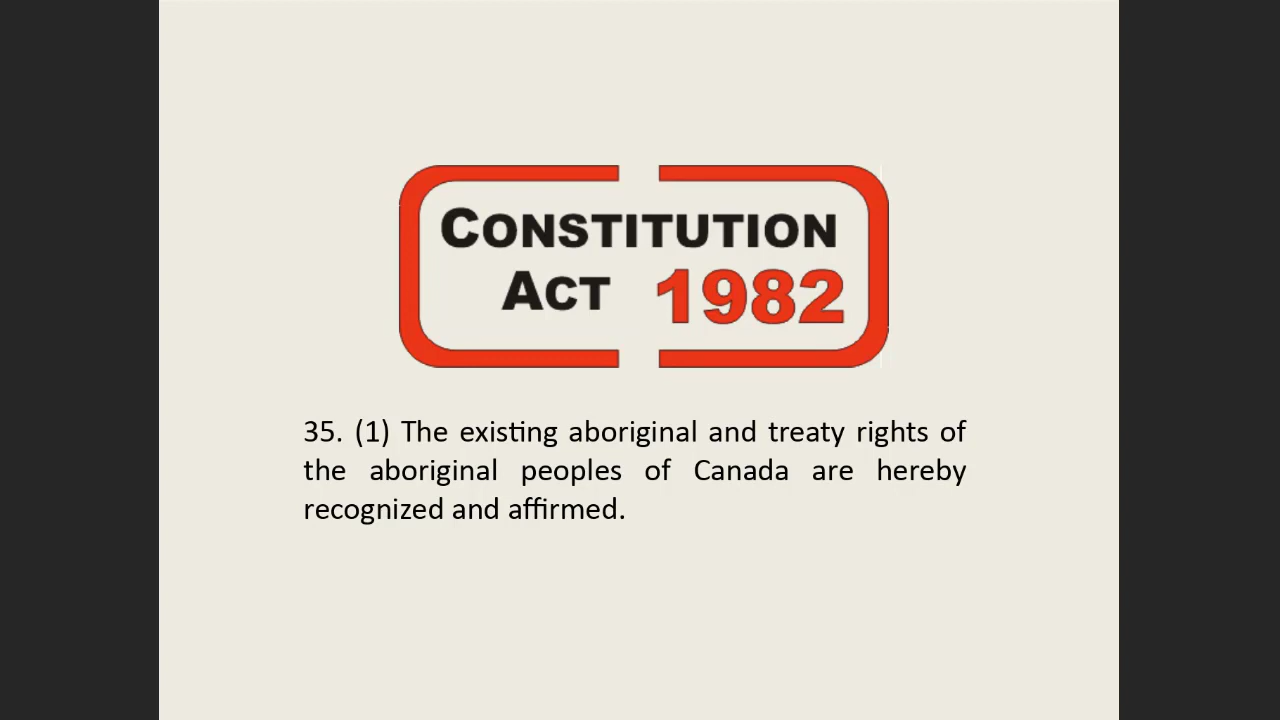 CONSTITUTION
ACT 1982
35. (1) The existing aboriginal and treaty rights of
the aboriginal peoples of Canada are hereby
recognized and affirmed.